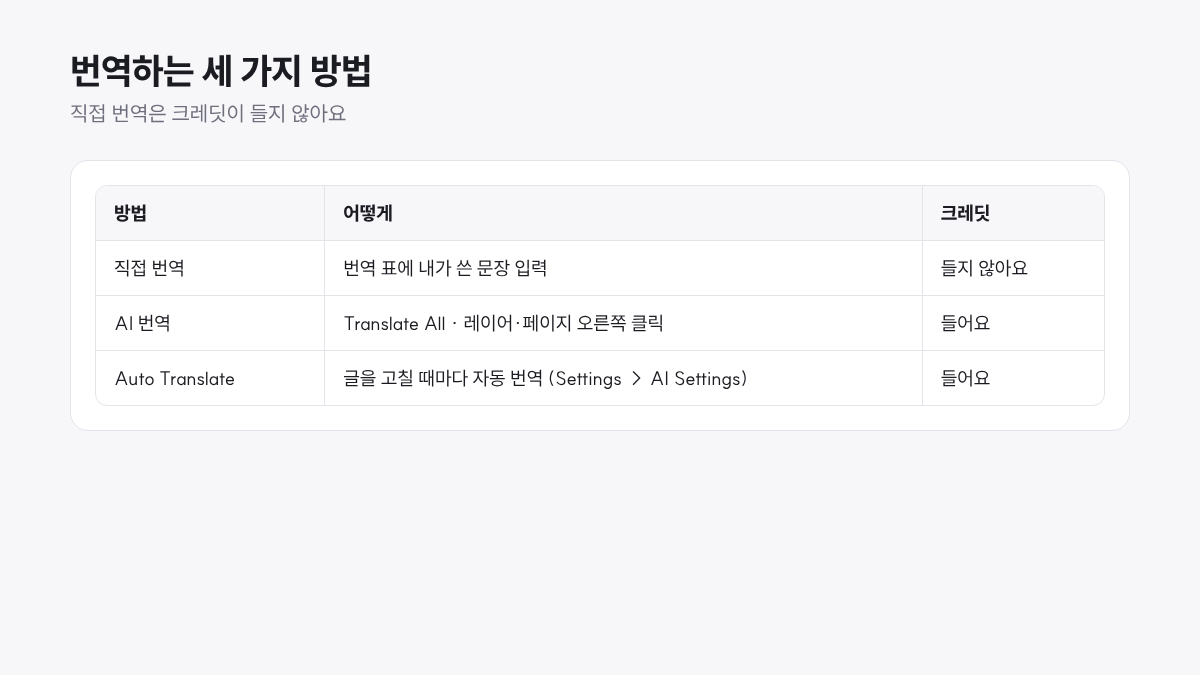 번역하는 세 가지 방법
직접 번역은 크레딧이 들지 않아요
방법 어떻게 크레딧
직접 번역 번역 표에 내가 쓴 문장 입력 들지 않아요
AI 번역 Translate All · 레이어·페이지 오른쪽 클릭 들어요
Auto Translate 글을 고칠 때마다 자동 번역 (Settings > AI Settings) 들어요